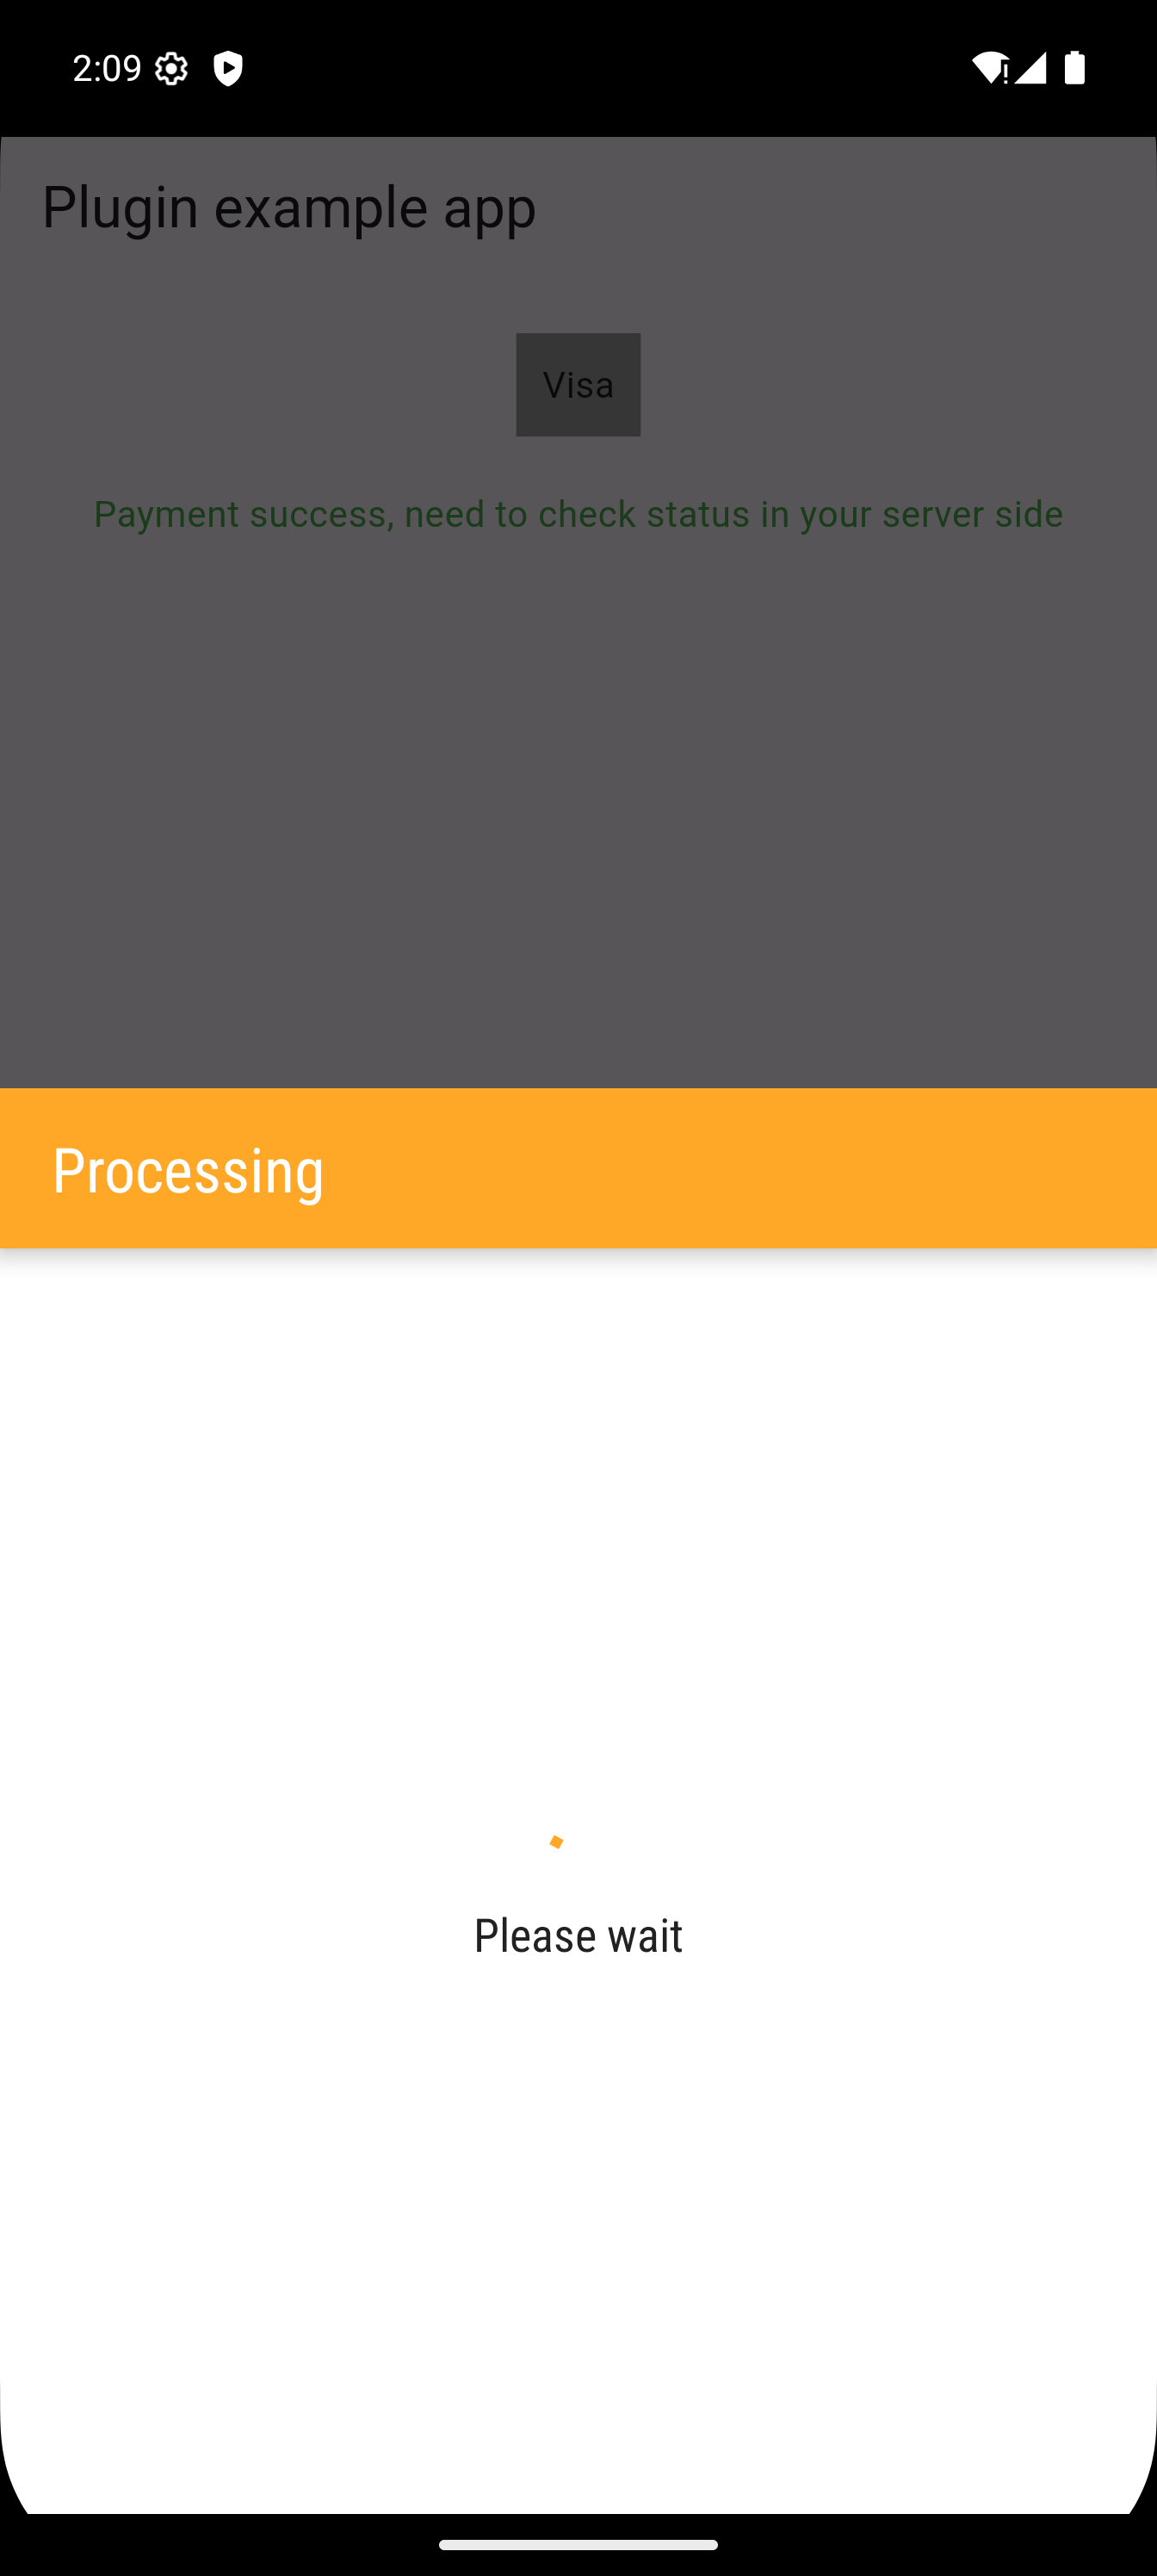 2:09
Plugin example app
Visa
Payment success, need to check status in your server side
Processing
Please wait